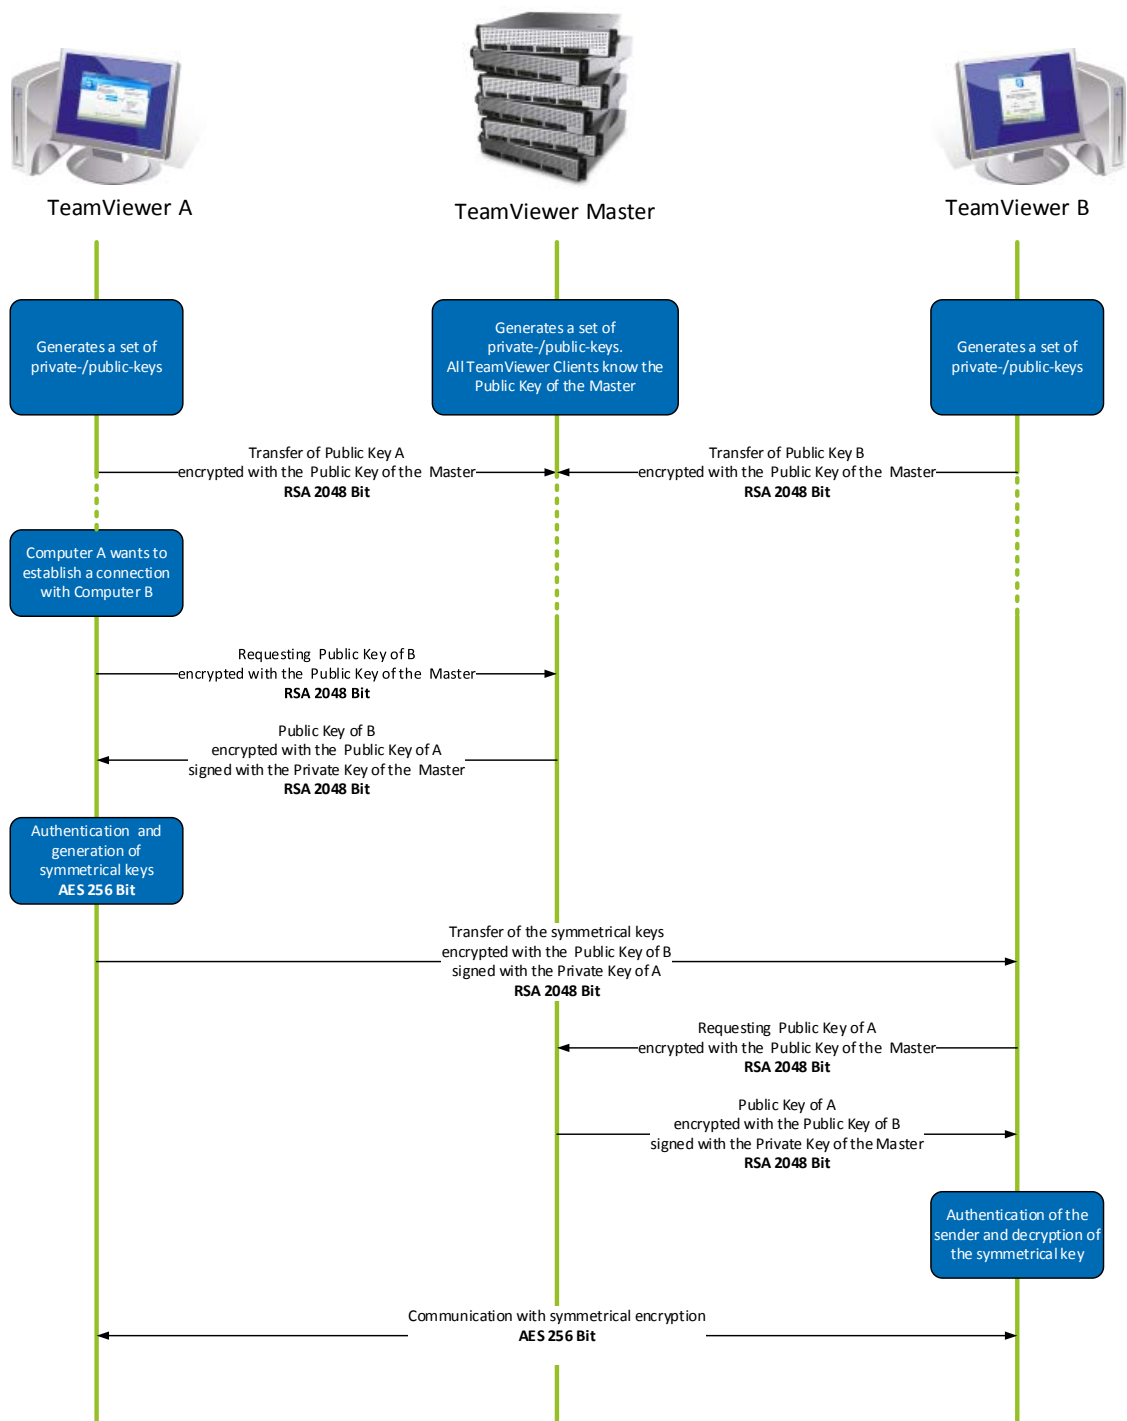 TeamViewer A
TeamViewer Master
TeamViewer B
Generates a set of
private-/public-keys
Generates a set of
private-/public-keys.
All TeamViewer Clients know the
Public Key of the Master
Generates a set of
private-/public-keys
Transfer of Public Key A
encrypted with the Public Key of the Master
RSA 2048 Bit
Transfer of Public Key B
encrypted with the Public Key of the Master
RSA 2048 Bit
Computer A wants to
establish a connection
with Computer B
Requesting Public Key of B
encrypted with the Public Key of the Master
RSA 2048 Bit
Public Key of B
encrypted with the Public Key of A
signed with the Private Key of the Master
RSA 2048 Bit
Authentication and
generation of
symmetrical keys
AES 256 Bit
Transfer of the symmetrical keys
encrypted with the Public Key of B
signed with the Private Key of A
RSA 2048 Bit
Requesting Public Key of A
encrypted with the Public Key of the Master
RSA 2048 Bit
Public Key of A
encrypted with the Public Key of B
signed with the Private Key of the Master
RSA 2048 Bit
Authentication of the
sender and decryption of
the symmetrical key
Communication with symmetrical encryption
AES 256 Bit